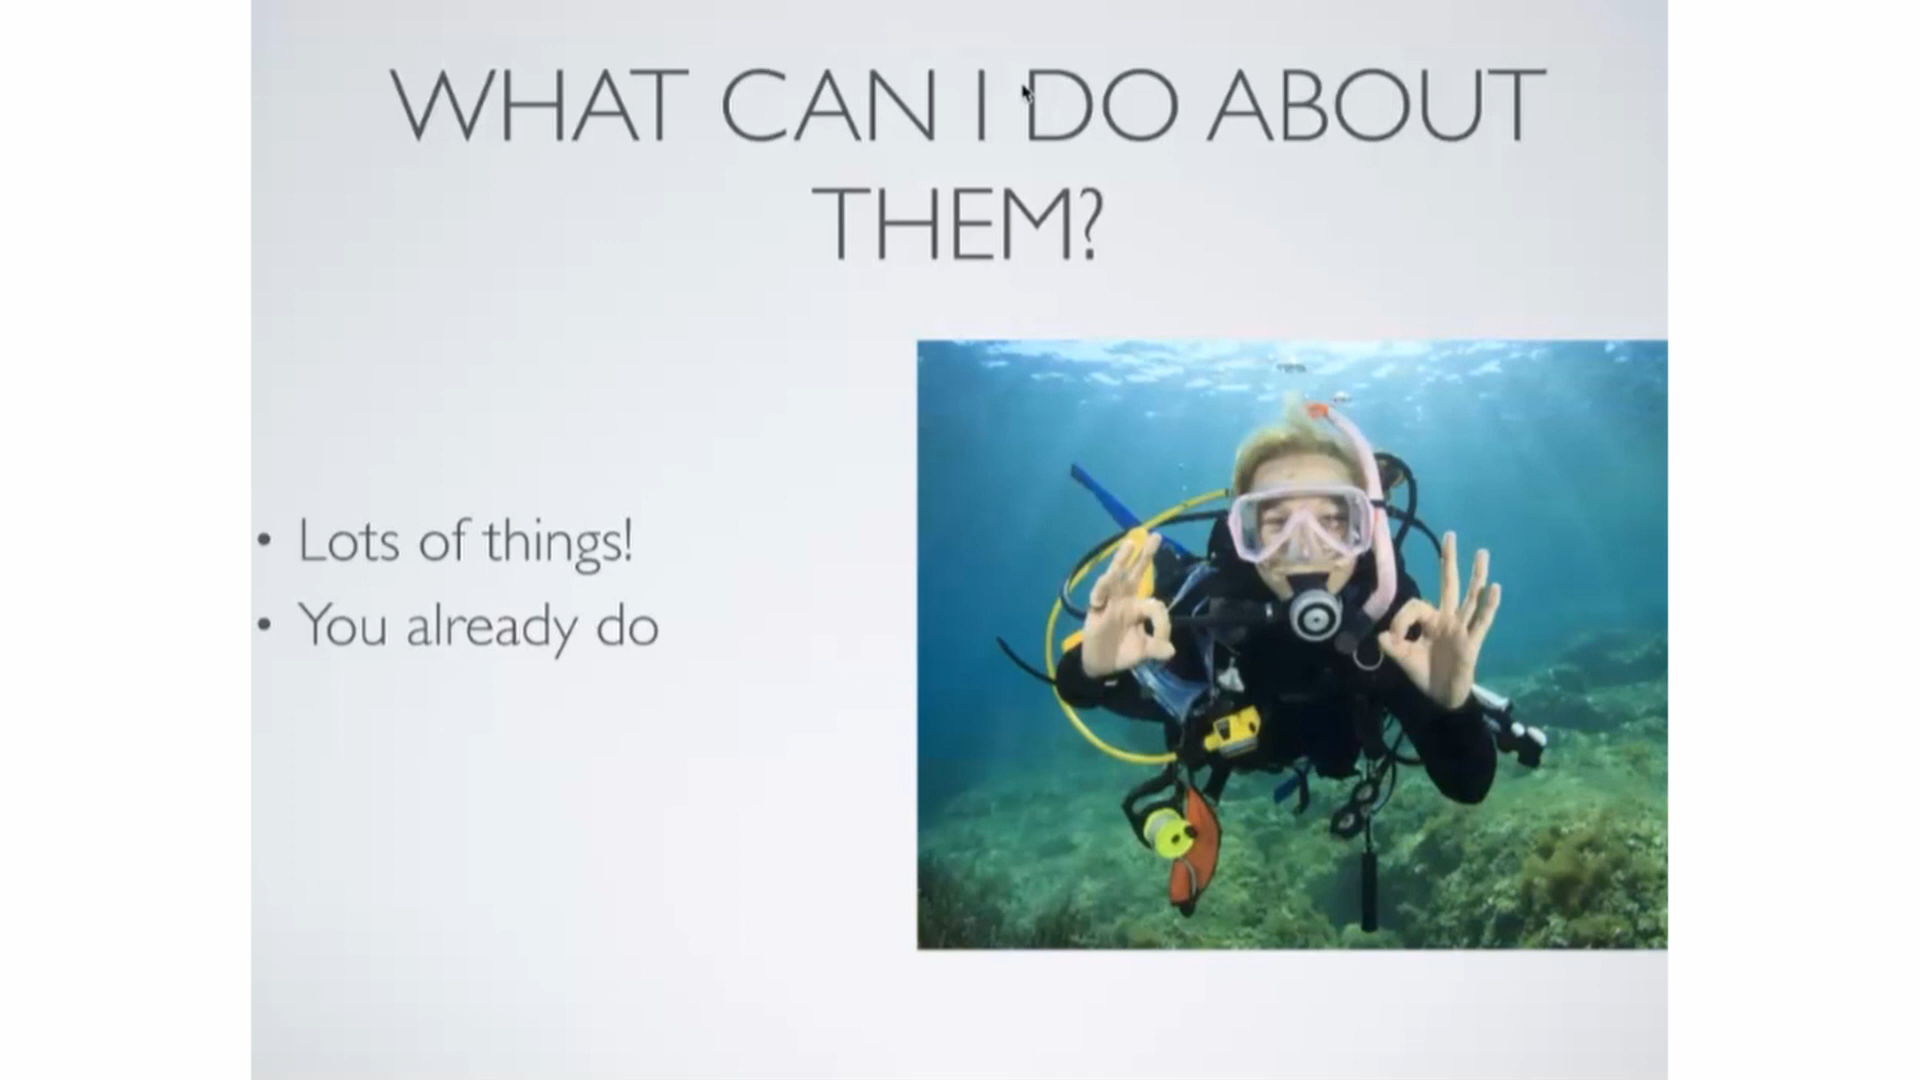 WHAT CAN I DO ABOUT
THEM?
• Lots of things!
• You already do